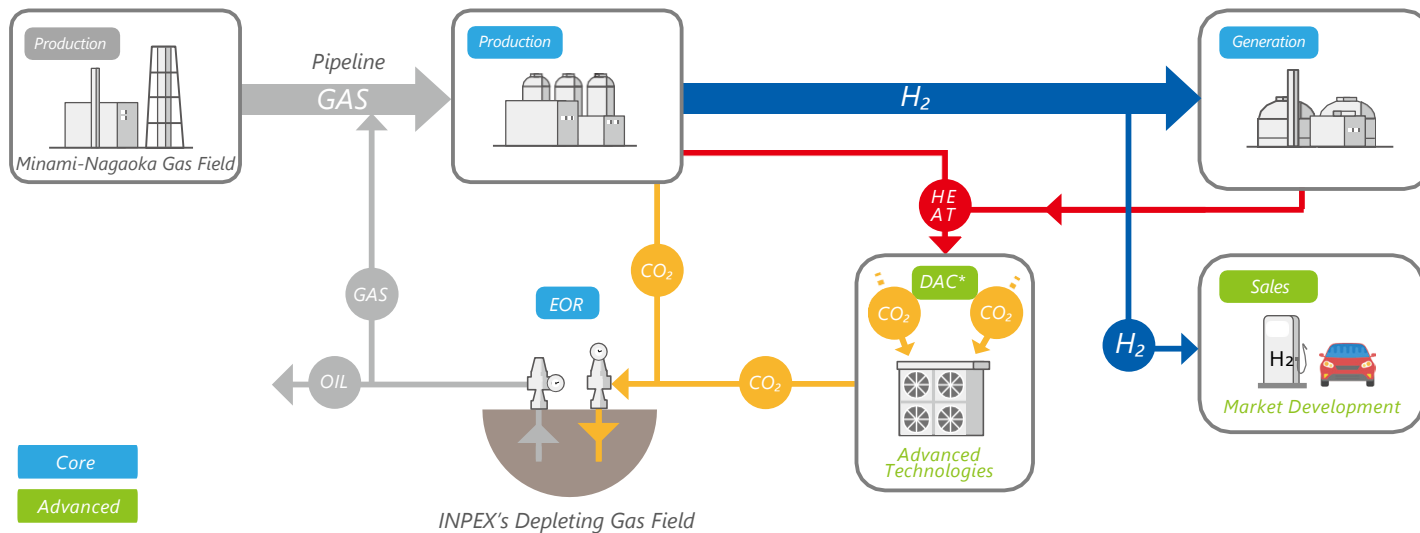 Production
Minami-Nagaoka Gas Field
Pipeline
GAS
Production
H₂
Generation
HE
AT
CO₂
GAS
EOR
OIL
CO₂
DAC*
CO₂
CO₂
Advanced
Technologies
H₂
Sales
H₂
Market Development
Core
Advanced
INPEX's Depleting Gas Field